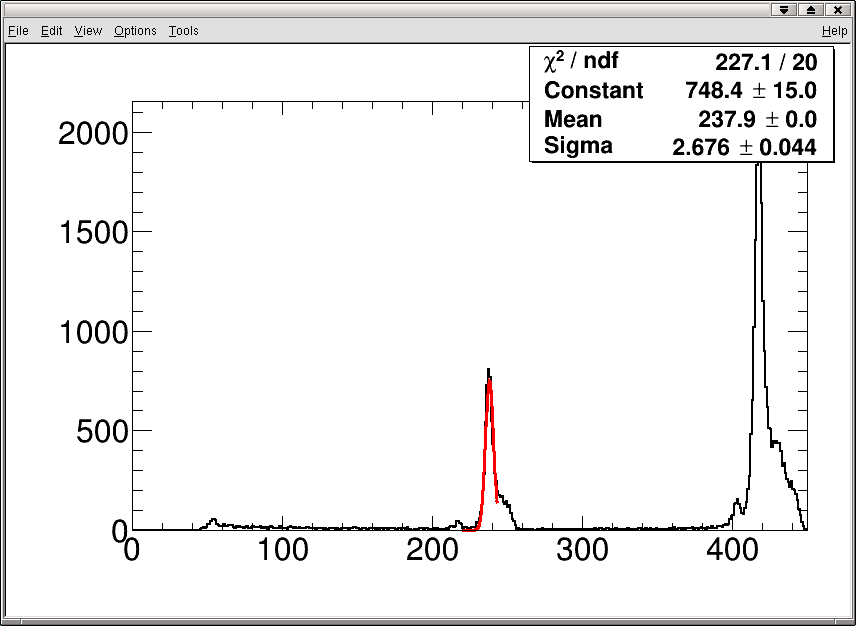 File Edit View Options Tools Help
χ² / ndf 227.1 / 20
Constant 748.4 ± 15.0
Mean 237.9 ± 0.0
Sigma 2.676 ± 0.044
2000
1500
1000
500
0
0 100 200 300 400